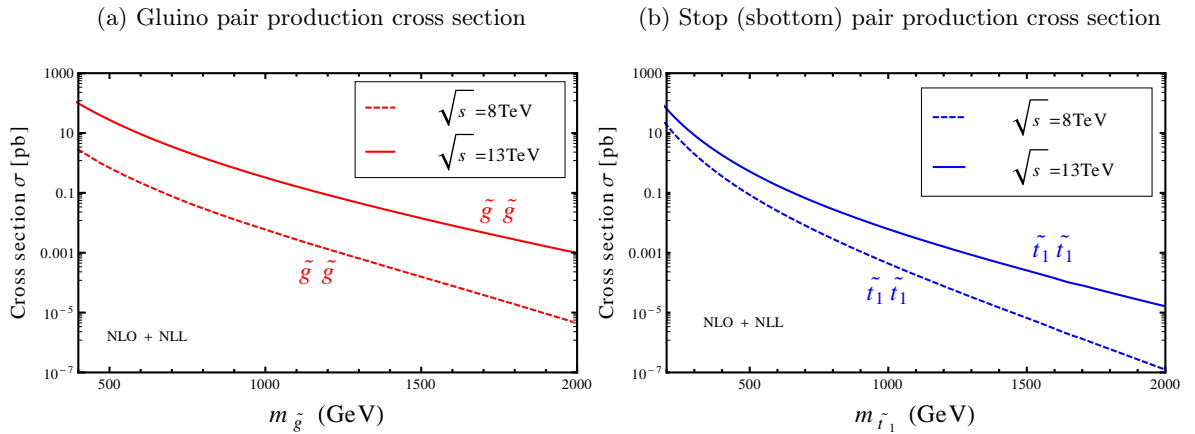 (a) Gluino pair production cross section
1000
10
0.1
0.001
10⁻⁵
10⁻⁷
Cross section σ [pb]
√s =8TeV
√s =13TeV
g̃ g̃
g̃ g̃
NLO + NLL
500
1000
1500
2000
m_g̃ (GeV)
(b) Stop (sbottom) pair production cross section
1000
10
0.1
0.001
10⁻⁵
10⁻⁷
Cross section σ [pb]
√s =8TeV
√s =13TeV
t̃₁ t̃₁
t̃₁ t̃₁
NLO + NLL
500
1000
1500
2000
m_t̃₁ (GeV)